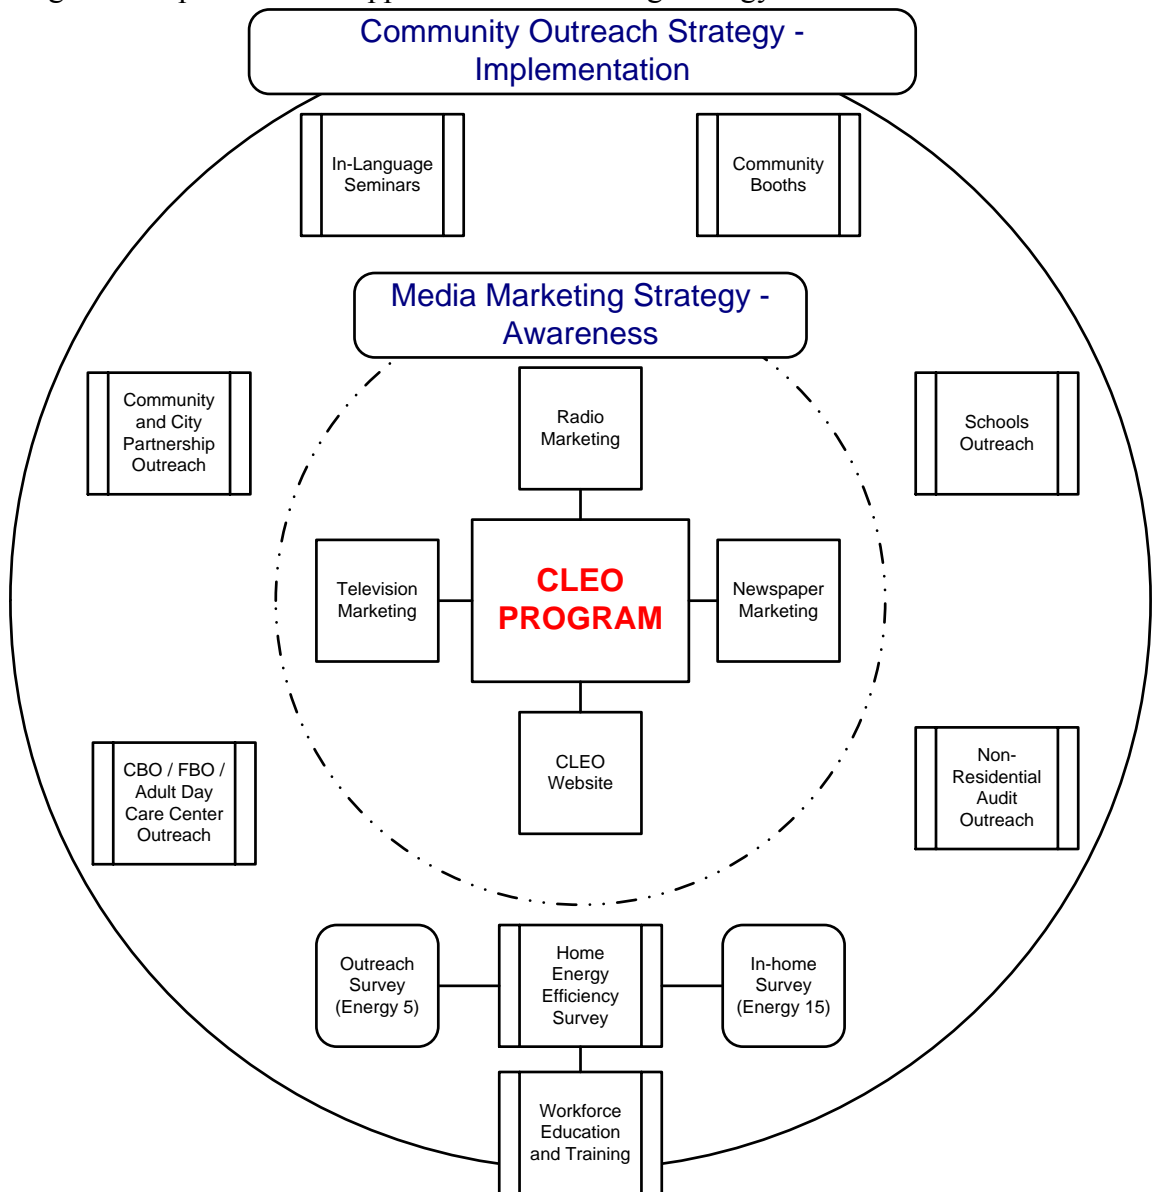 Community Outreach Strategy -
Implementation
In-Language
Seminars
Community
Booths
Media Marketing Strategy -
Awareness
Community
and City
Partnership
Outreach
Radio
Marketing
Schools
Outreach
Television
Marketing
CLEO
PROGRAM
Newspaper
Marketing
CLEO
Website
CBO / FBO /
Adult Day
Care Center
Outreach
Non-
Residential
Audit
Outreach
Outreach
Survey
(Energy 5)
Home
Energy
Efficiency
Survey
In-home
Survey
(Energy 15)
Workforce
Education
and Training